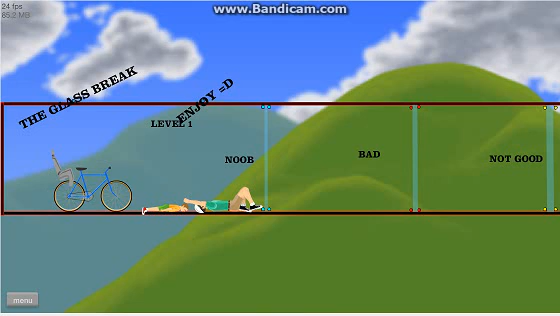 24 fps
85.2 MB
www.Bandicam.com
THE GLASS BREAK
ENJOY =D
LEVEL 1
NOOB
BAD
NOT GOOD
menu